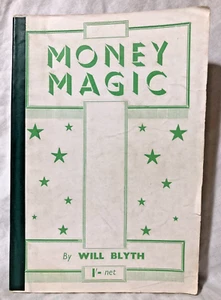 MONEY
MAGIC
By WILL BLYTH
1/- net.